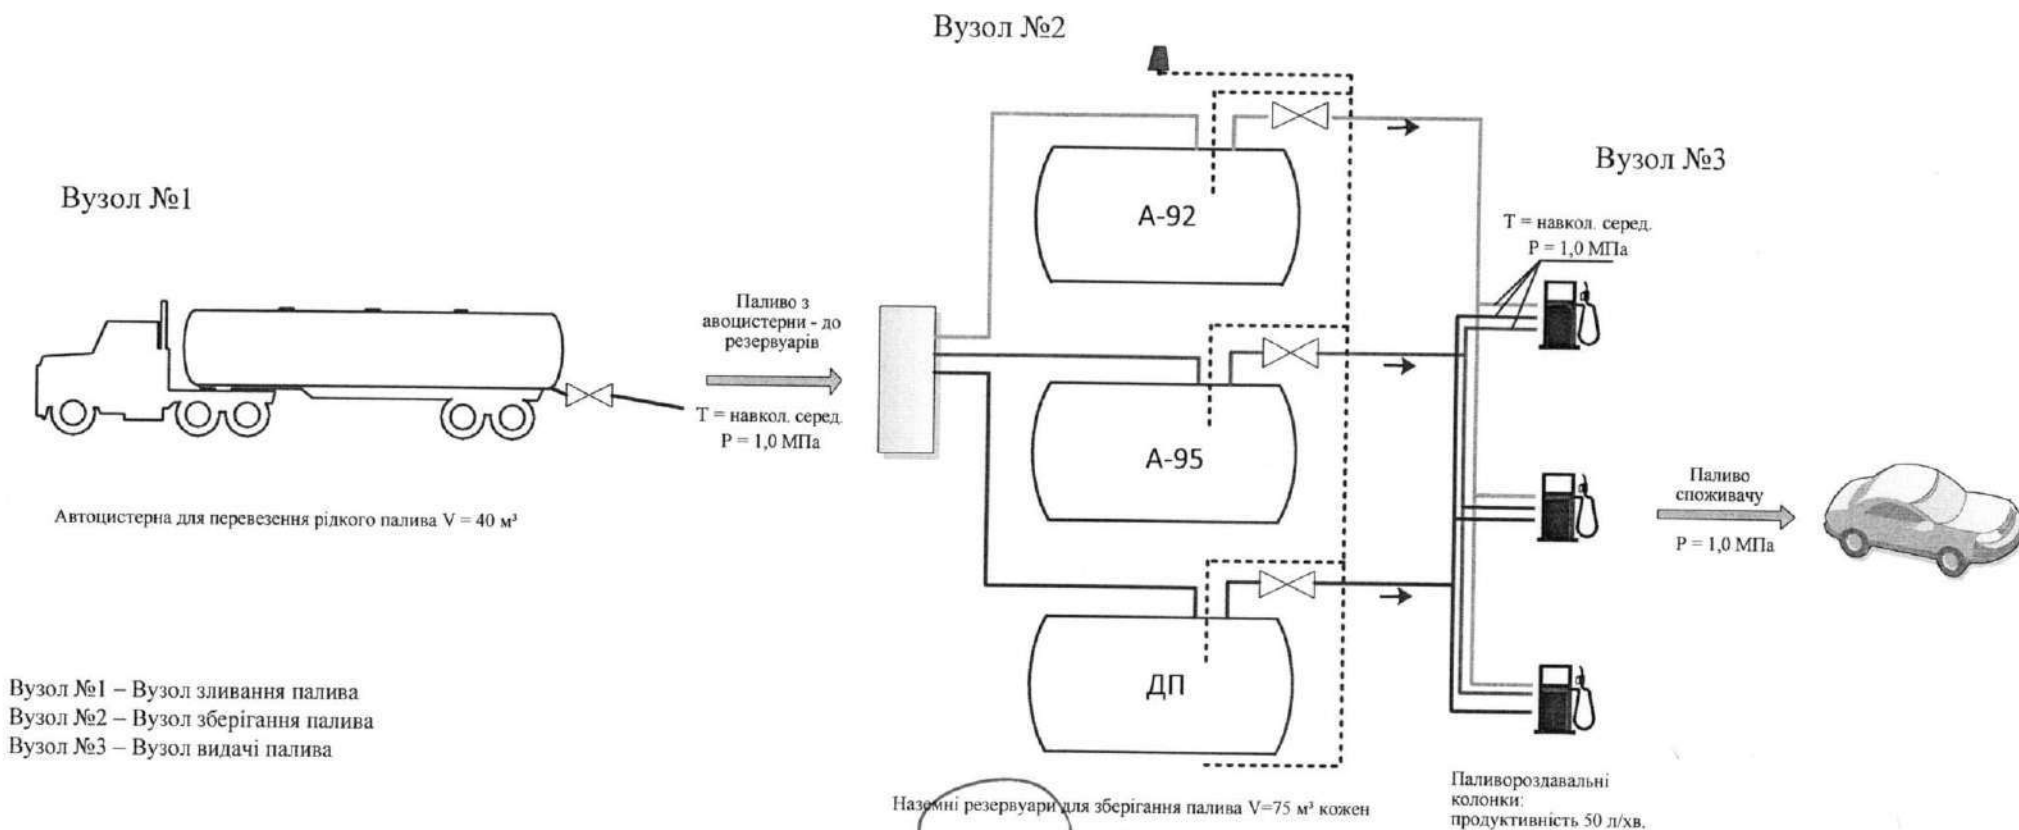 Вузол №2
Вузол №1
Вузол №3
А-92
Т = навкол. серед.
Р = 1,0 МПа
Паливо з
авоцистерни - до
резервуарів
Т = навкол. серед.
Р = 1,0 МПа
А-95
Паливо
споживачу
Р = 1,0 МПа
Автоцистерна для перевезення рідкого палива V = 40 м³
ДП
Вузол №1 – Вузол зливання палива
Вузол №2 – Вузол зберігання палива
Вузол №3 – Вузол видачі палива
Наземні резервуари для зберігання палива V=75 м³ кожен
Паливороздавальні
колонки:
продуктивність 50 л/хв.